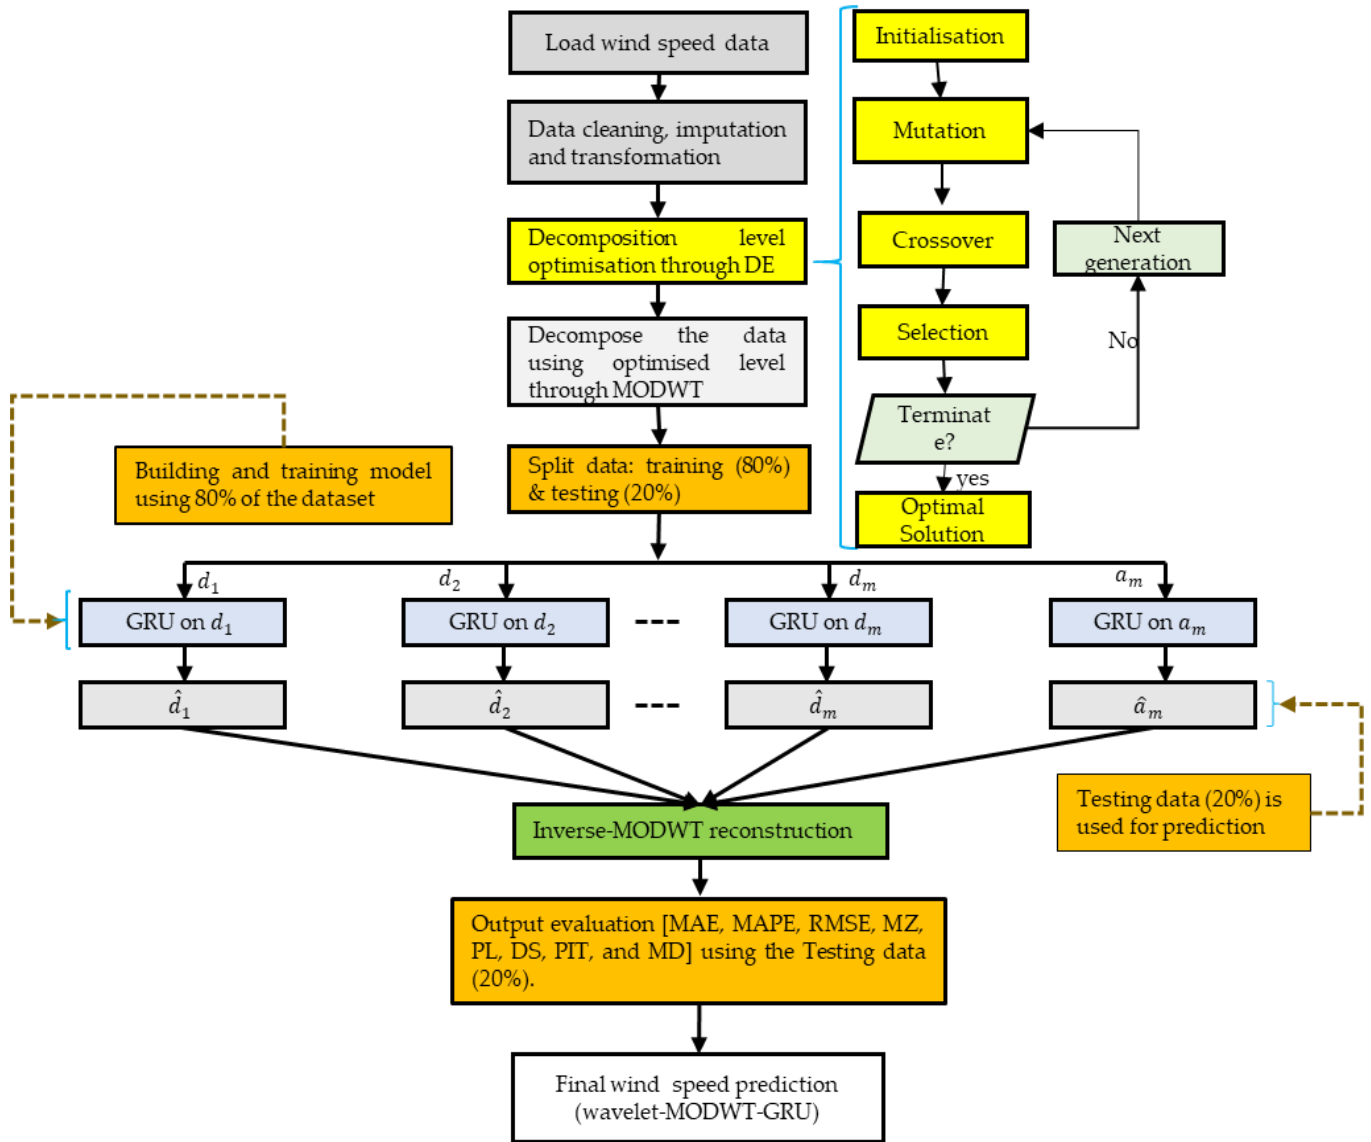 Load wind speed data
Data cleaning, imputation
and transformation
Decomposition level
optimisation through DE
Decompose the data
using optimised level
through MODWT
Split data: training (80%)
& testing (20%)
Initialisation
Mutation
Crossover
Selection
Terminat
e?
yes
Optimal
Solution
No
Next
generation
Building and training model
using 80% of the dataset
d₁
d₂
dₘ
aₘ
GRU on d₁
GRU on d₂
---
GRU on dₘ
GRU on aₘ
d̂₁
d̂₂
---
d̂ₘ
âₘ
Testing data (20%) is
used for prediction
Inverse-MODWT reconstruction
Output evaluation [MAE, MAPE, RMSE, MZ,
PL, DS, PIT, and MD] using the Testing data
(20%).
Final wind speed prediction
(wavelet-MODWT-GRU)